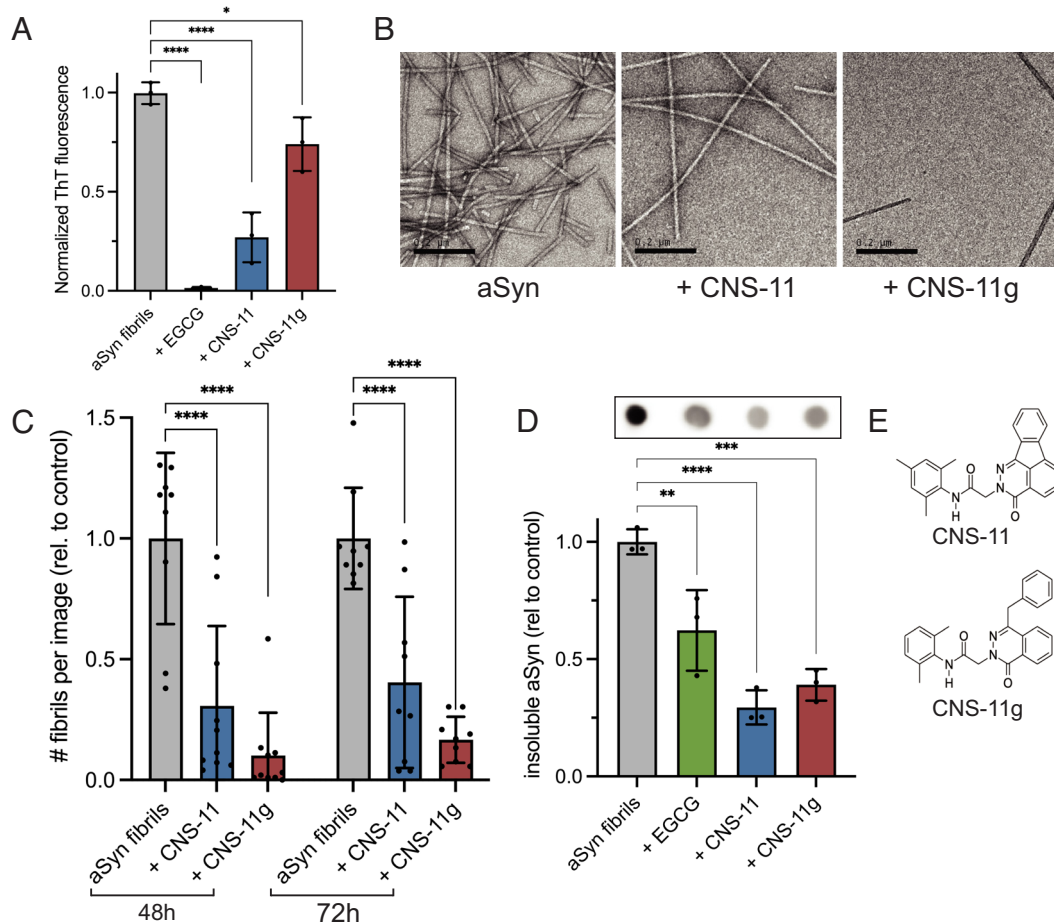 A
Normalized ThT fluorescence
1.0
0.5
0.0
*
****
****
aSyn fibrils
+ EGCG
+ CNS-11
+ CNS-11g
B
0.2 µm
0.2 µm
0.2 µm
aSyn
+ CNS-11
+ CNS-11g
C
# fibrils per image (rel. to control)
1.5
1.0
0.5
0.0
****
****
****
****
aSyn fibrils
+ CNS-11
+ CNS-11g
aSyn fibrils
+ CNS-11
+ CNS-11g
48h
72h
D
insoluble aSyn (rel to control)
1.0
0.5
0.0
***
****
**
aSyn fibrils
+ EGCG
+ CNS-11
+ CNS-11g
E
O
N
N
N
H
O
CNS-11
O
N
N
N
H
O
CNS-11g